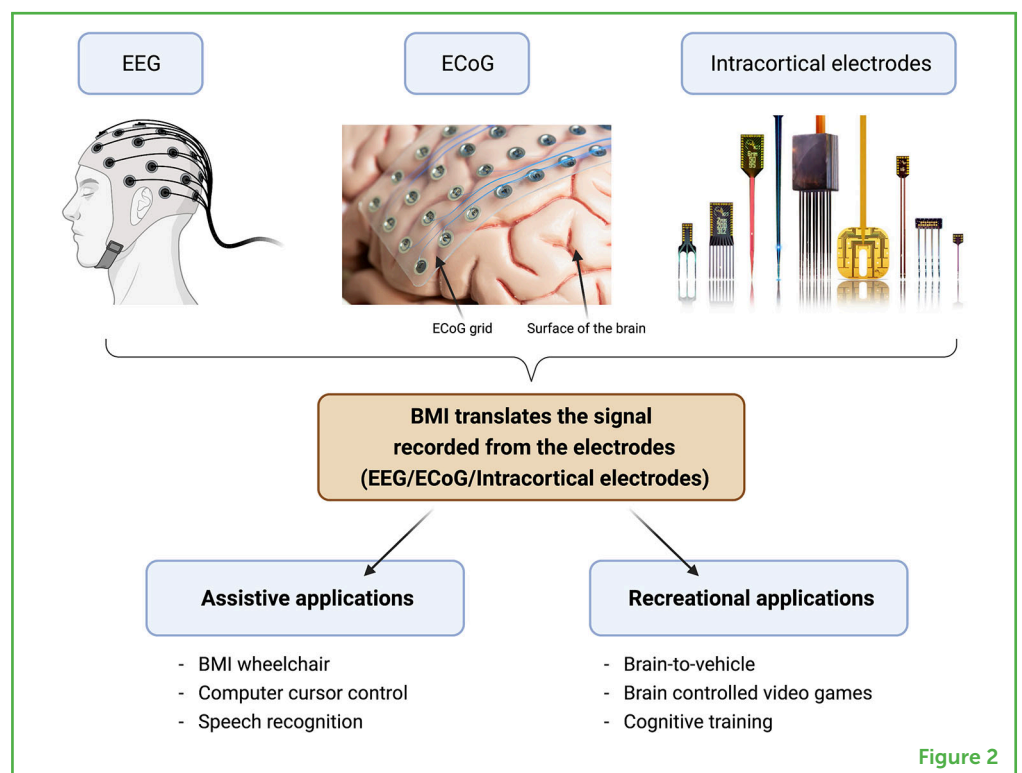 EEG
ECoG
Intracortical electrodes
ECoG grid
Surface of the brain
BMI translates the signal
recorded from the electrodes
(EEG/ECoG/Intracortical electrodes)
Assistive applications
- BMI wheelchair
- Computer cursor control
- Speech recognition
Recreational applications
- Brain-to-vehicle
- Brain controlled video games
- Cognitive training
Figure 2